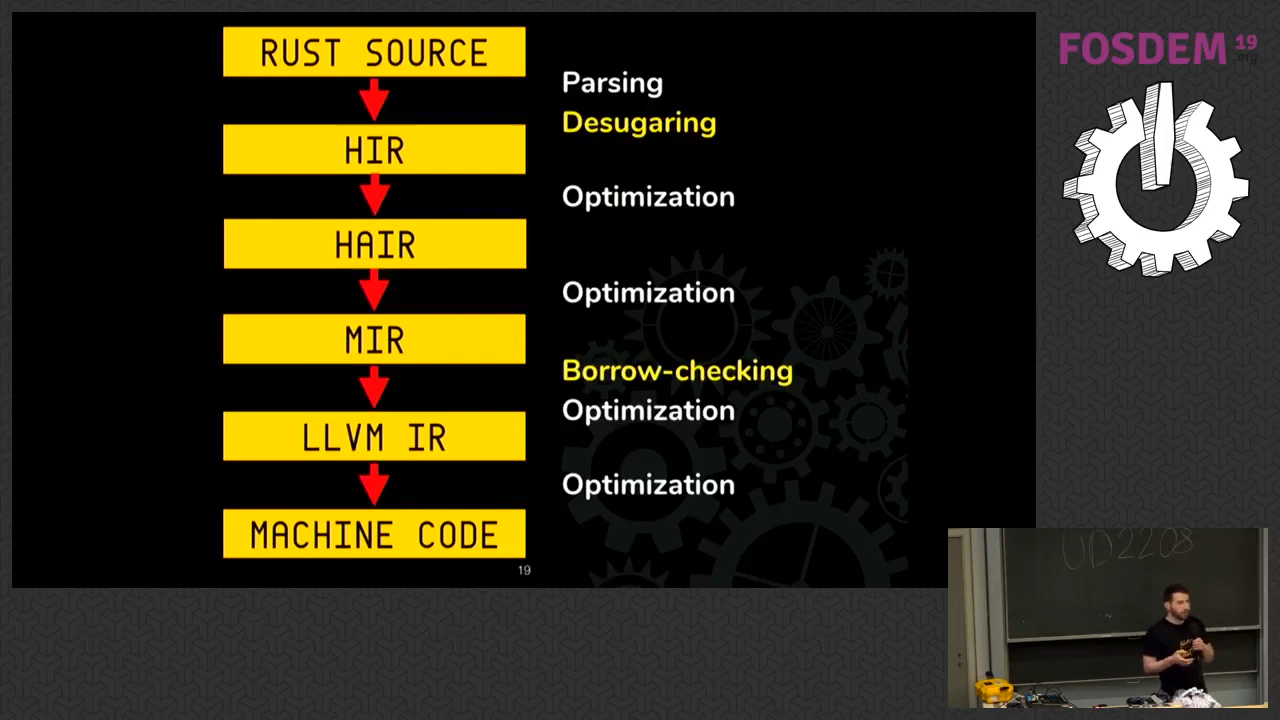 RUST SOURCE
Parsing
Desugaring
HIR
Optimization
HAIR
Optimization
MIR
Borrow-checking
Optimization
LLVM IR
Optimization
MACHINE CODE
19
FOSDEM 19
.org
UD2208